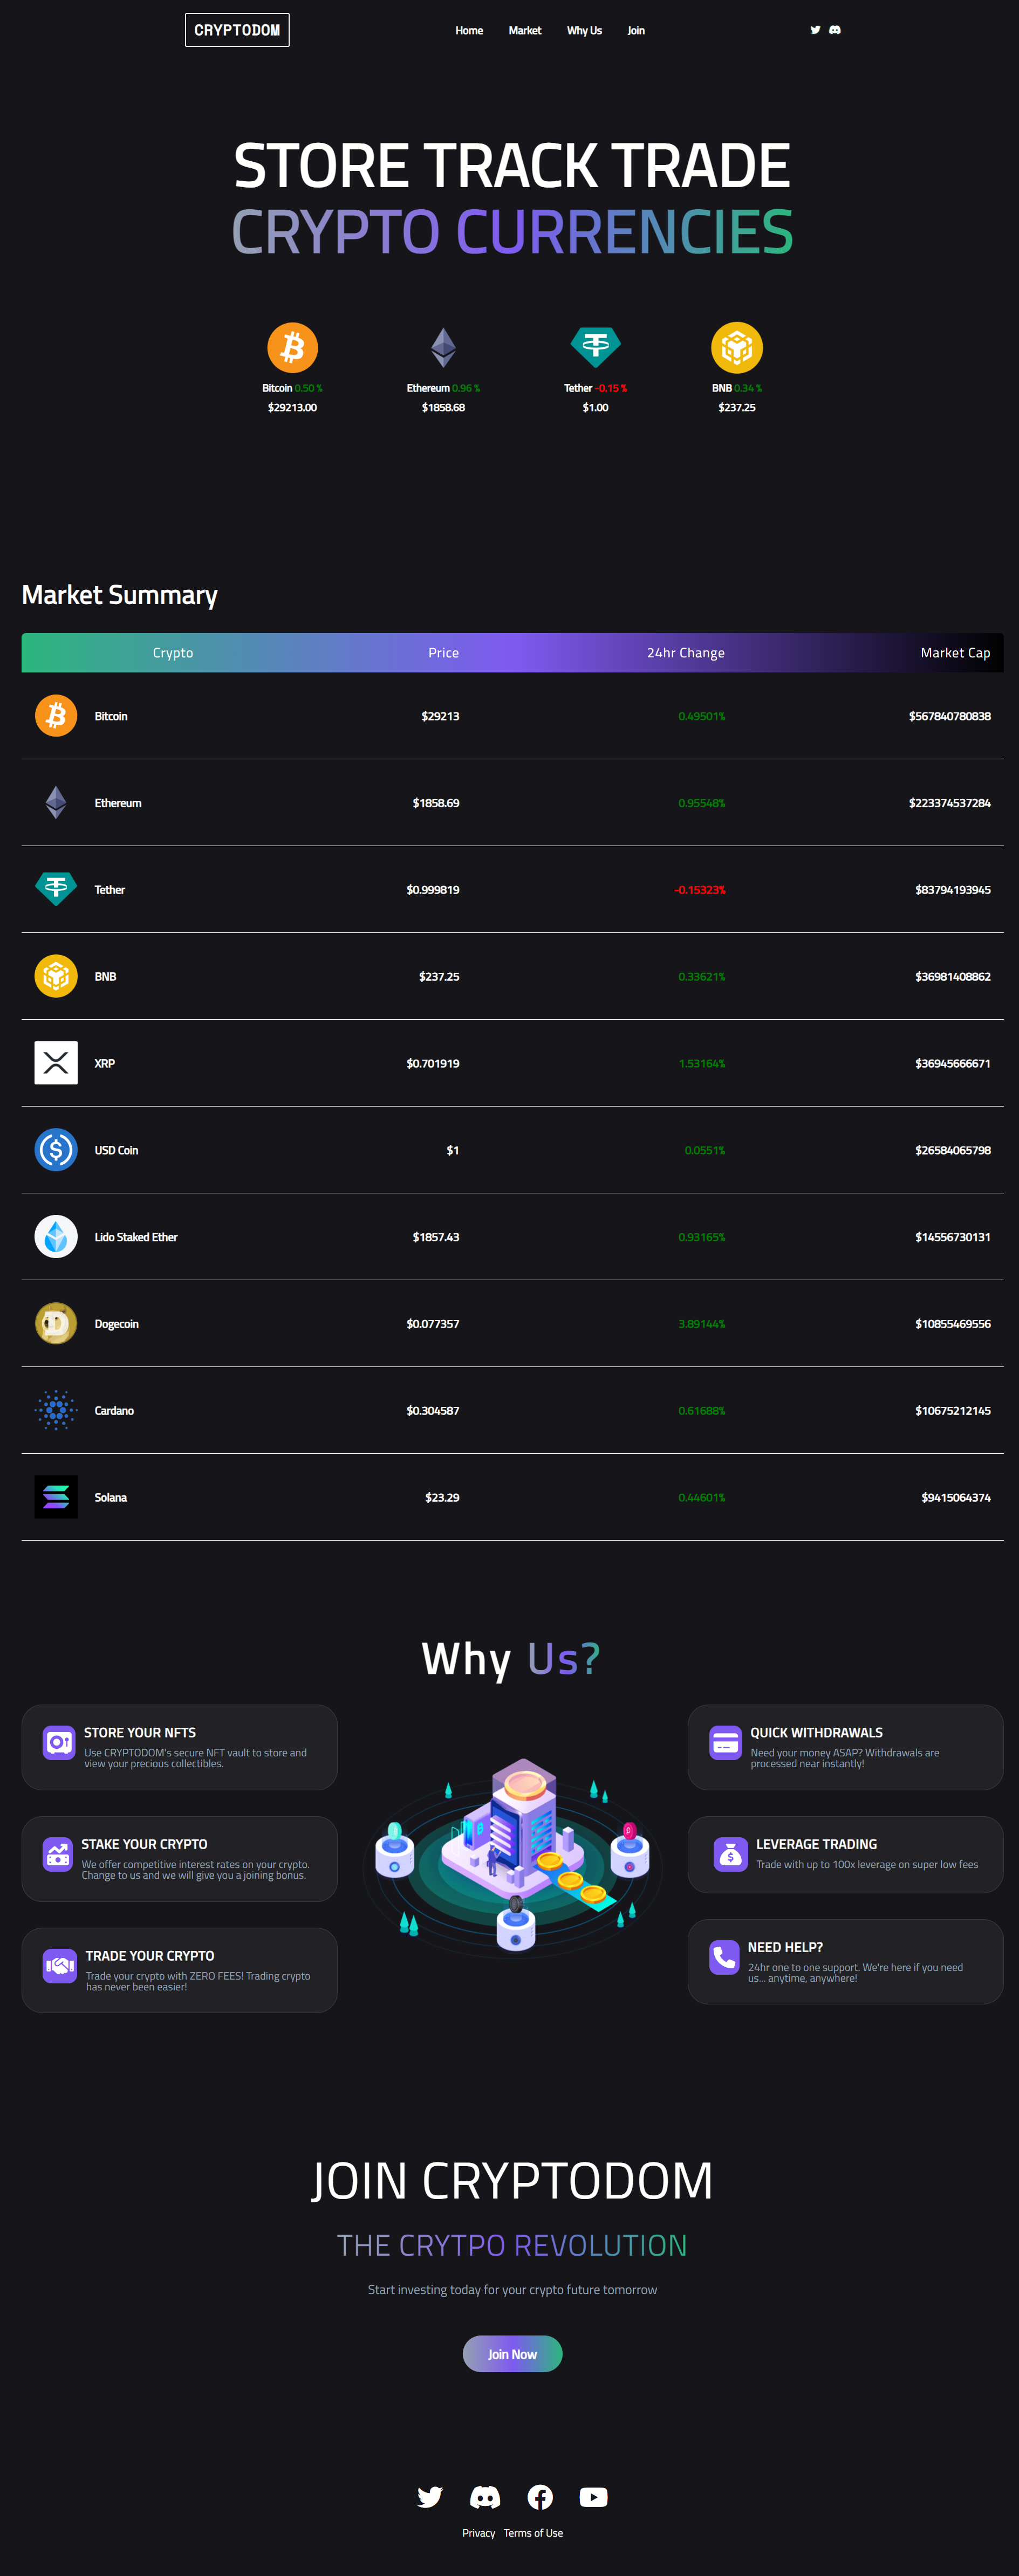 CRYPTODOM
Home Market Why Us Join
STORE TRACK TRADE
CRYPTO CURRENCIES
Bitcoin 0.50 % Ethereum 0.96 % Tether -0.15 % BNB 0.34 %
$29213.00 $1858.68 $1.00 $237.25
Market Summary
Crypto Price 24hr Change Market Cap
Bitcoin $29213 0.49501% $567840780838
Ethereum $1858.69 0.95548% $223374537284
Tether $0.999819 -0.15323% $83794193945
BNB $237.25 0.33621% $36981408862
XRP $0.701919 1.53164% $36945666671
USD Coin $1 0.0551% $26584065798
Lido Staked Ether $1857.43 0.93165% $14556730131
Dogecoin $0.077357 3.89144% $10855469556
Cardano $0.304587 0.61688% $10675212145
Solana $23.29 0.44601% $9415064374
Why Us?
STORE YOUR NFTS
Use CRYPTODOM's secure NFT vault to store and
view your precious collectibles.
STAKE YOUR CRYPTO
We offer competitive interest rates on your crypto.
Change to us and we will give you a joining bonus.
TRADE YOUR CRYPTO
Trade your crypto with ZERO FEES! Trading crypto
has never been easier!
QUICK WITHDRAWALS
Need your money ASAP? Withdrawals are
processed near instantly!
LEVERAGE TRADING
Trade with up to 100x leverage on super low fees
NEED HELP?
24hr one to one support. We're here if you need
us... anytime, anywhere!
JOIN CRYPTODOM
THE CRYTPO REVOLUTION
Start investing today for your crypto future tomorrow
Join Now
Privacy Terms of Use